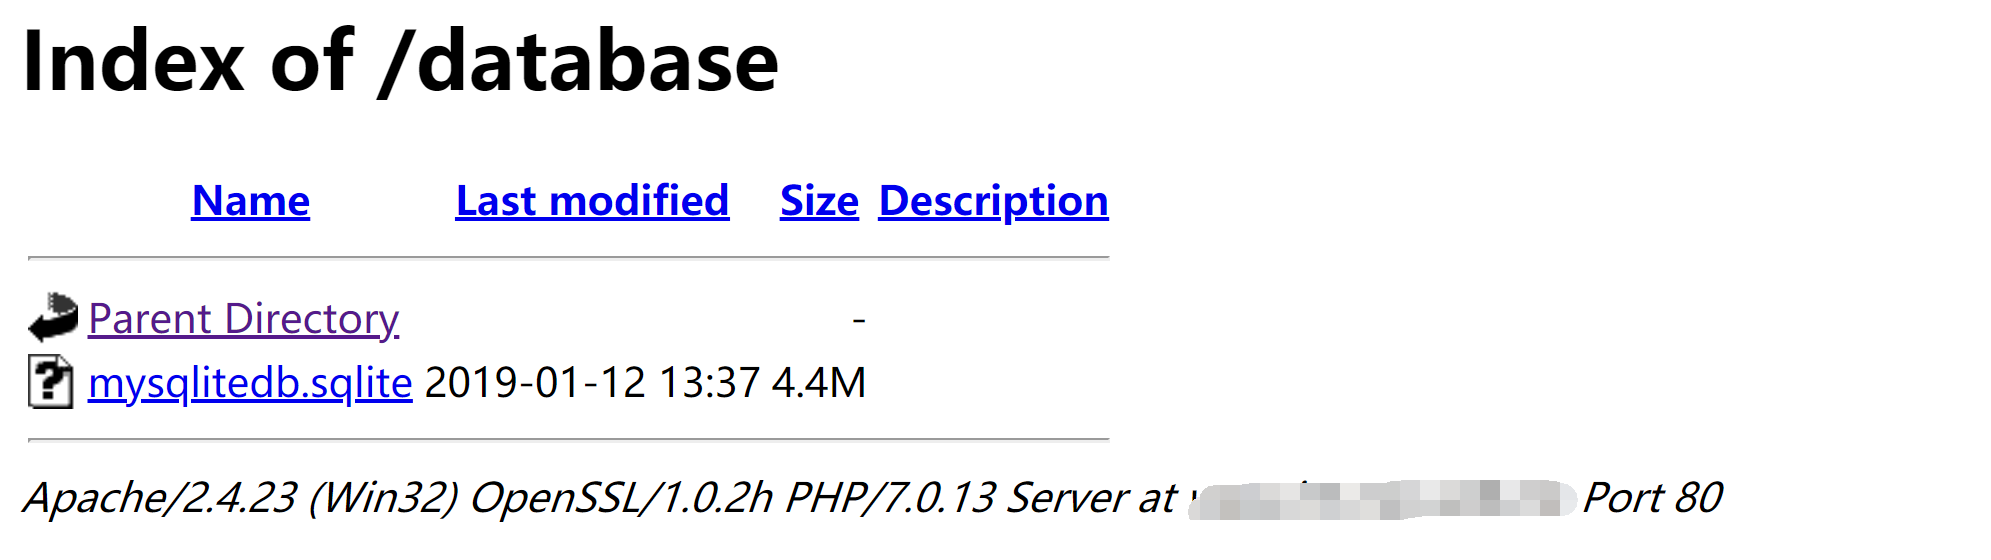 Index of /database
Name Last modified Size Description
Parent Directory -
mysqlitedb.sqlite 2019-01-12 13:37 4.4M
Apache/2.4.23 (Win32) OpenSSL/1.0.2h PHP/7.0.13 Server at Port 80